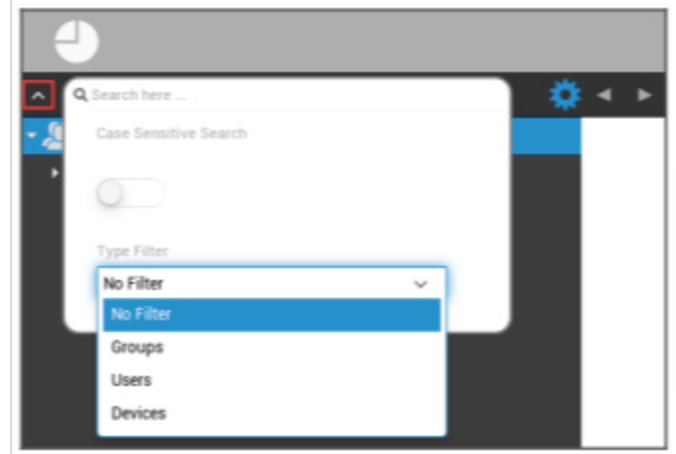 Search here ...
Case Sensitive Search
Type Filter
No Filter
No Filter
Groups
Users
Devices